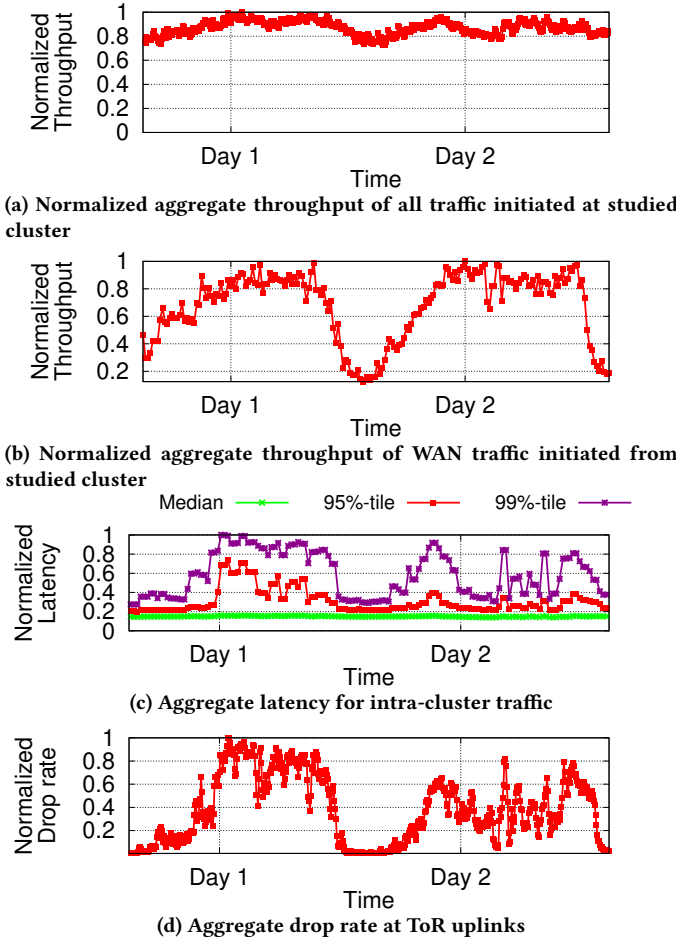 Normalized
Throughput
1
0.8
0.6
0.4
0.2
0
Day 1
Day 2
Time
(a) Normalized aggregate throughput of all traffic initiated at studied
cluster
Normalized
Throughput
1
0.8
0.6
0.4
0.2
Day 1
Day 2
Time
(b) Normalized aggregate throughput of WAN traffic initiated from
studied cluster
Median 95%-tile 99%-tile
Normalized
Latency
1
0.8
0.6
0.4
0.2
0
Day 1
Day 2
Time
(c) Aggregate latency for intra-cluster traffic
Normalized
Drop rate
1
0.8
0.6
0.4
0.2
Day 1
Day 2
Time
(d) Aggregate drop rate at ToR uplinks